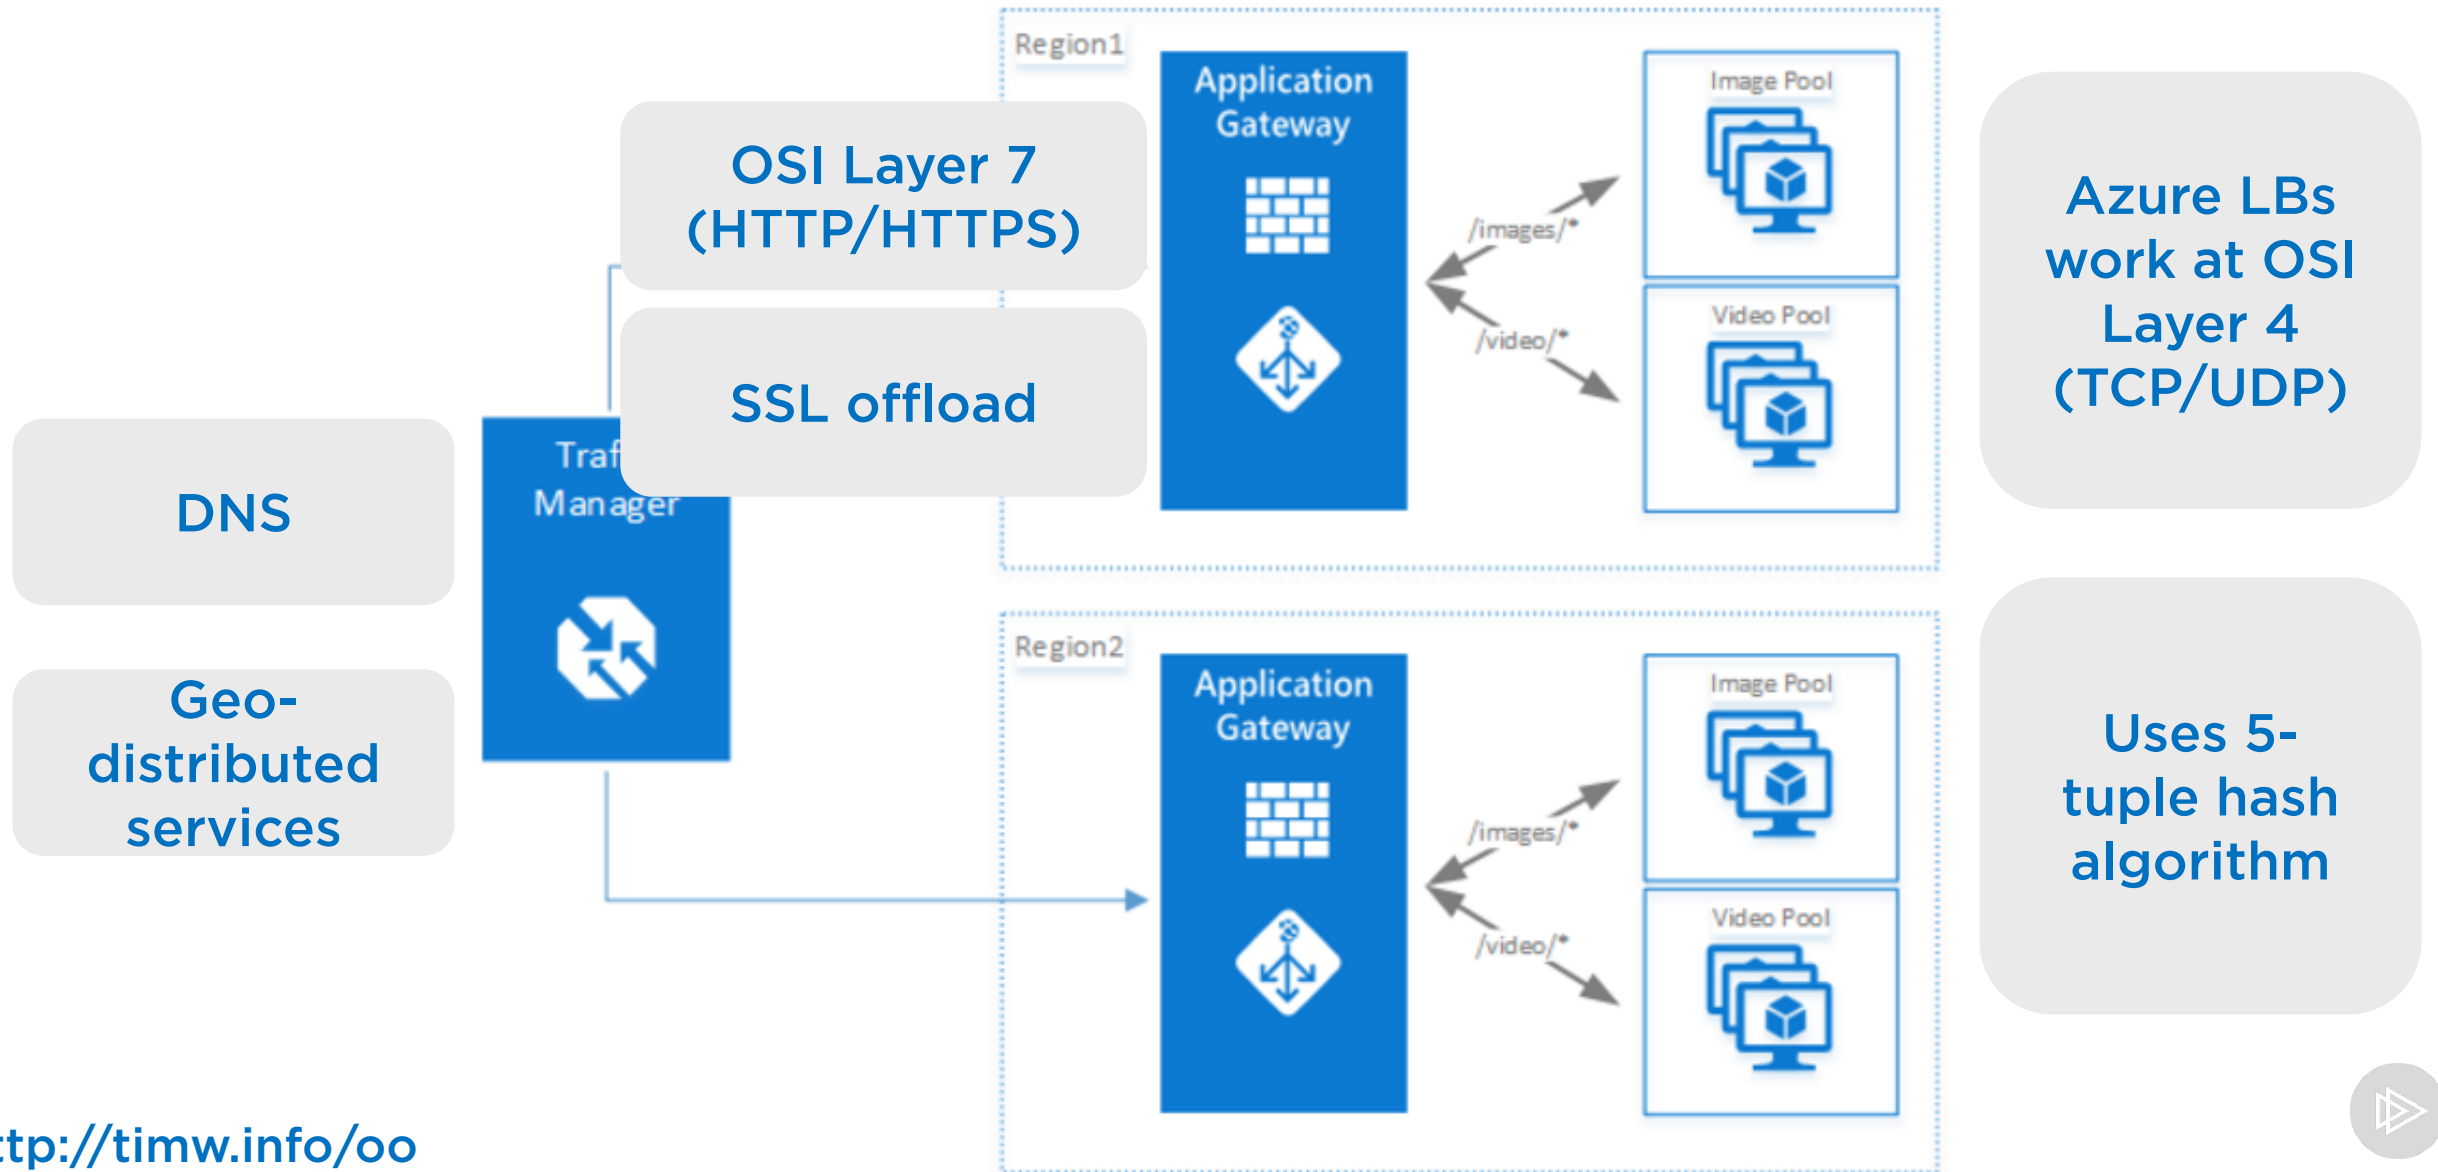 DNS
Geo-
distributed
services
Traf
Manager
OSI Layer 7
(HTTP/HTTPS)
SSL offload
Region1
Application
Gateway
/images/*
/video/*
Image Pool
Video Pool
Region2
Application
Gateway
/images/*
/video/*
Image Pool
Video Pool
Azure LBs
work at OSI
Layer 4
(TCP/UDP)
Uses 5-
tuple hash
algorithm
ttp://timw.info/oo